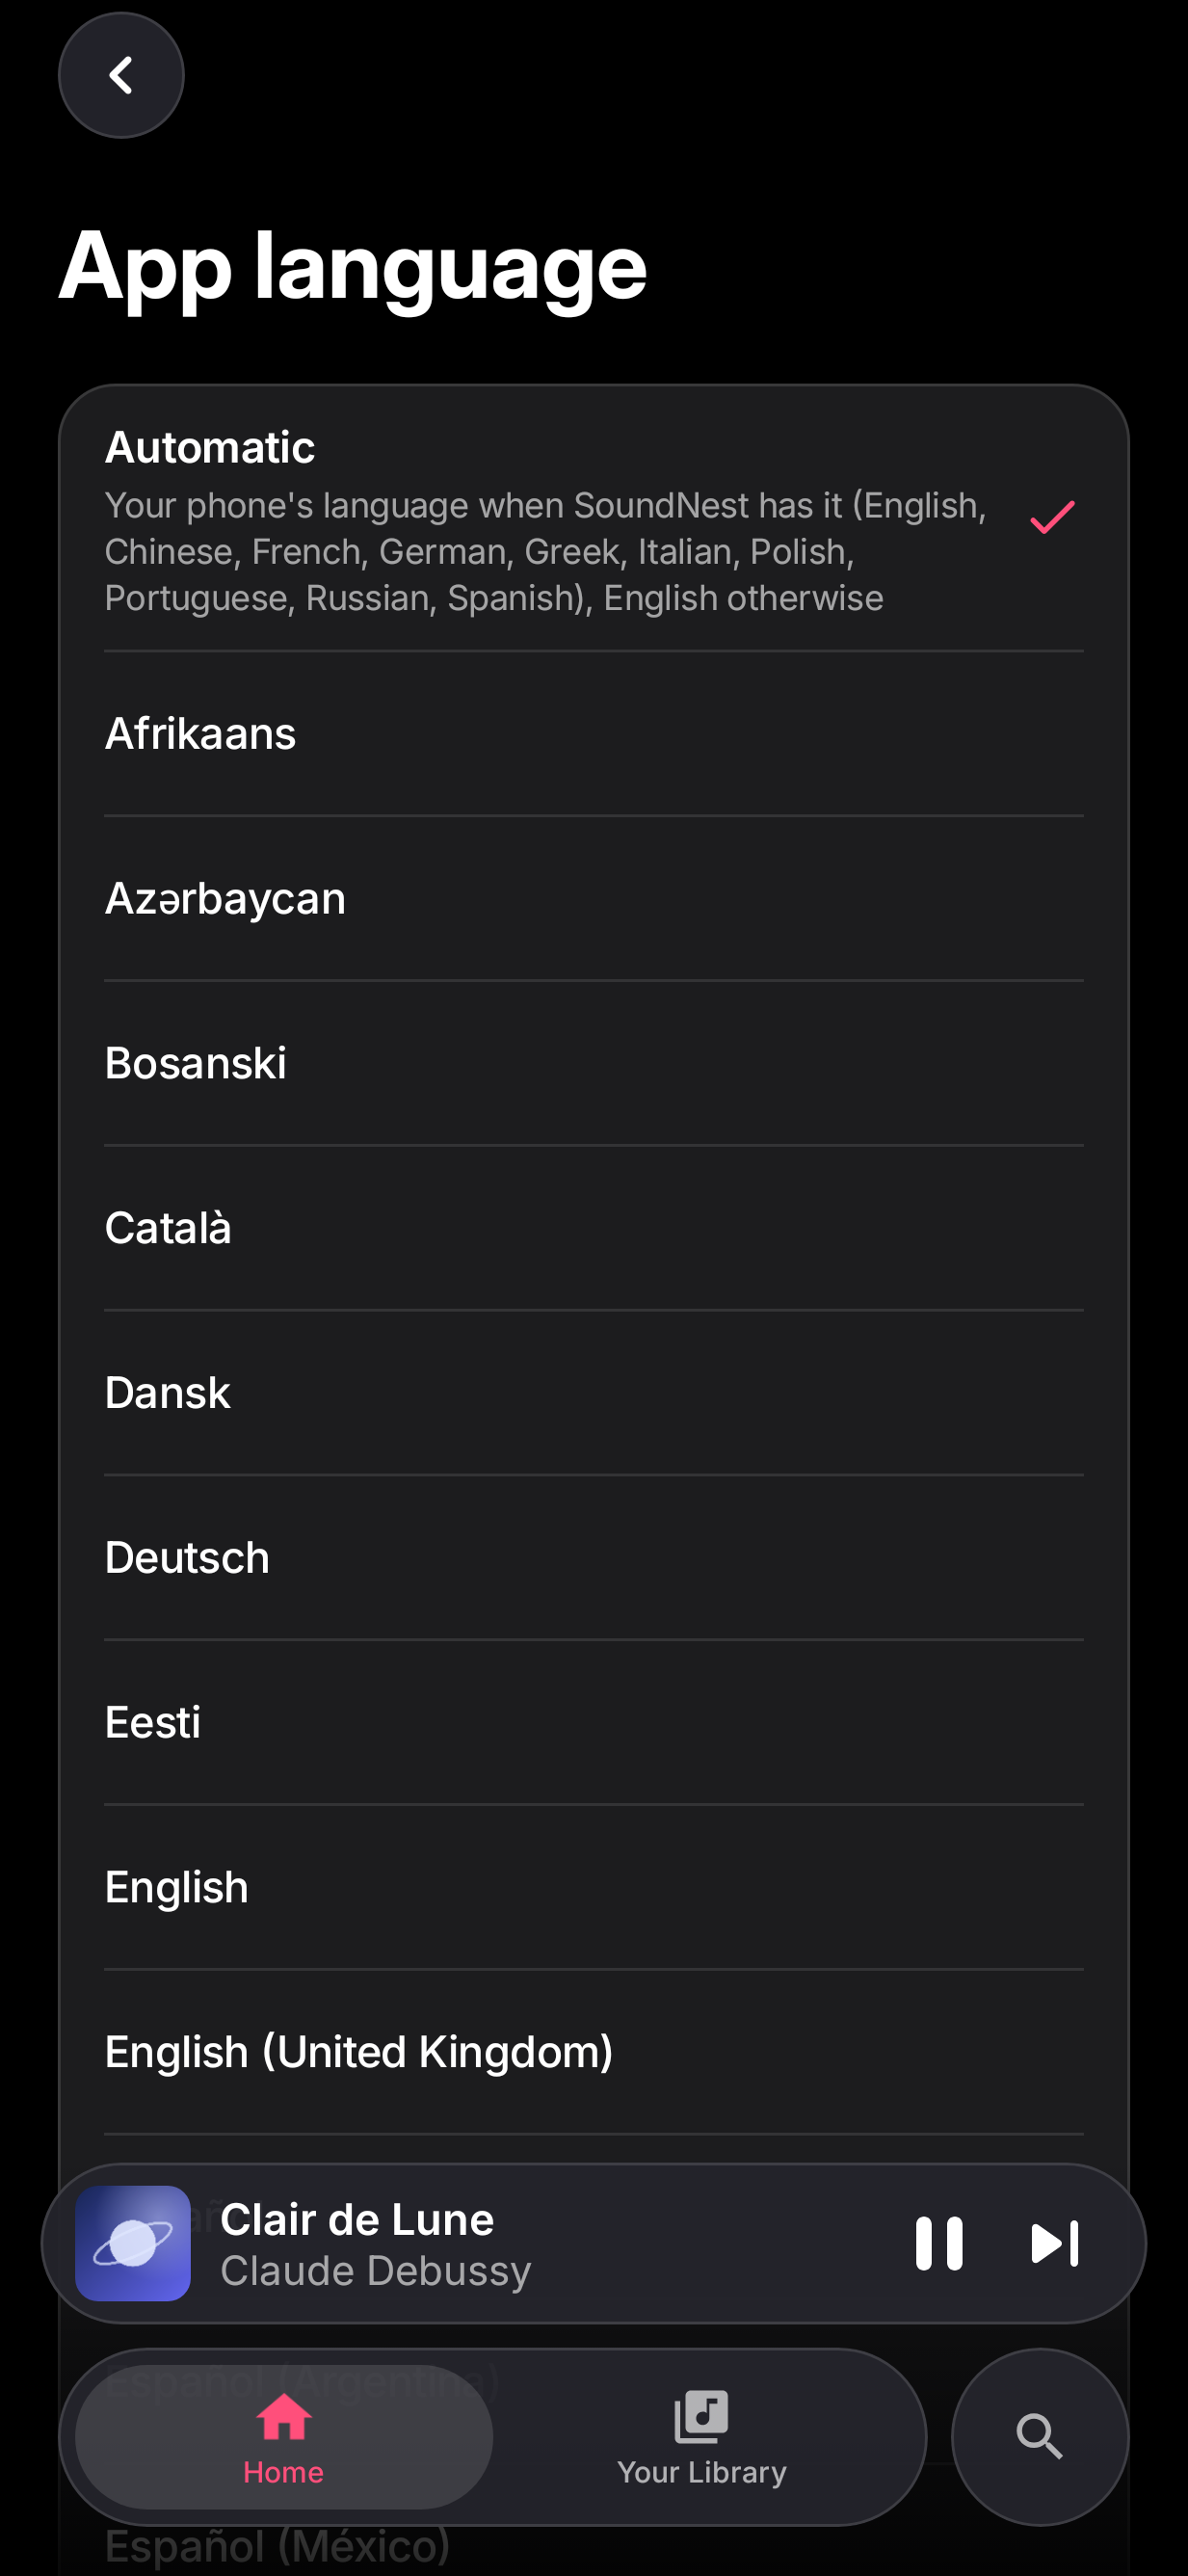 App language
Automatic
Your phone's language when SoundNest has it (English,
Chinese, French, German, Greek, Italian, Polish,
Portuguese, Russian, Spanish), English otherwise
Afrikaans
Azərbaycan
Bosanski
Català
Dansk
Deutsch
Eesti
English
English (United Kingdom)
Clair de Lune
Claude Debussy
Español (Argentina)
Home
Your Library
Español (México)